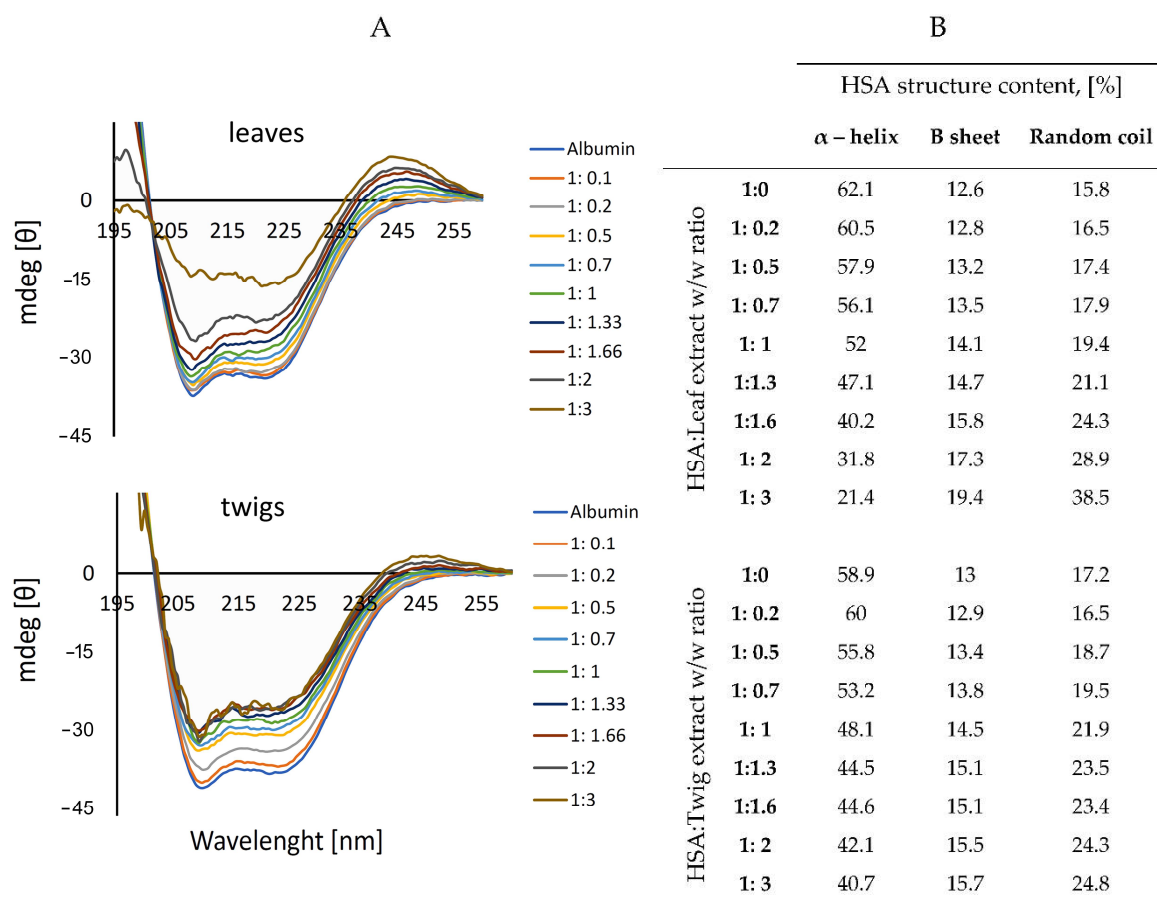 A
leaves
mdeg [θ]
0
−15
−30
−45
195 205 215 225 235 245 255
Albumin
1: 0.1
1: 0.2
1: 0.5
1: 0.7
1: 1
1: 1.33
1: 1.66
1:2
1:3
twigs
mdeg [θ]
0
−15
−30
−45
195 205 215 225 235 245 255
Wavelenght [nm]
Albumin
1: 0.1
1: 0.2
1: 0.5
1: 0.7
1: 1
1: 1.33
1: 1.66
1:2
1:3
B
HSA structure content, [%]
α – helix B sheet Random coil
HSA:Leaf extract w/w ratio
1:0 62.1 12.6 15.8
1: 0.2 60.5 12.8 16.5
1: 0.5 57.9 13.2 17.4
1: 0.7 56.1 13.5 17.9
1: 1 52 14.1 19.4
1:1.3 47.1 14.7 21.1
1:1.6 40.2 15.8 24.3
1: 2 31.8 17.3 28.9
1: 3 21.4 19.4 38.5
HSA:Twig extract w/w ratio
1:0 58.9 13 17.2
1: 0.2 60 12.9 16.5
1: 0.5 55.8 13.4 18.7
1: 0.7 53.2 13.8 19.5
1: 1 48.1 14.5 21.9
1:1.3 44.5 15.1 23.5
1:1.6 44.6 15.1 23.4
1: 2 42.1 15.5 24.3
1: 3 40.7 15.7 24.8